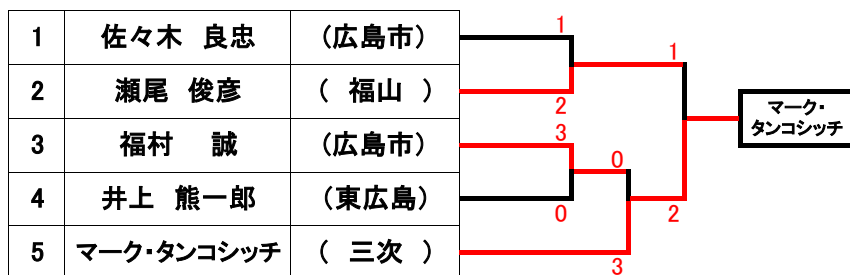 1 佐々木 良忠 (広島市)
2 瀬尾 俊彦 ( 福山 )
3 福村 誠 (広島市)
4 井上 熊一郎 (東広島)
5 マーク・タンコシッチ ( 三次 )
1
2
3
0
0
3
1
2
マーク・
タンコシッチ